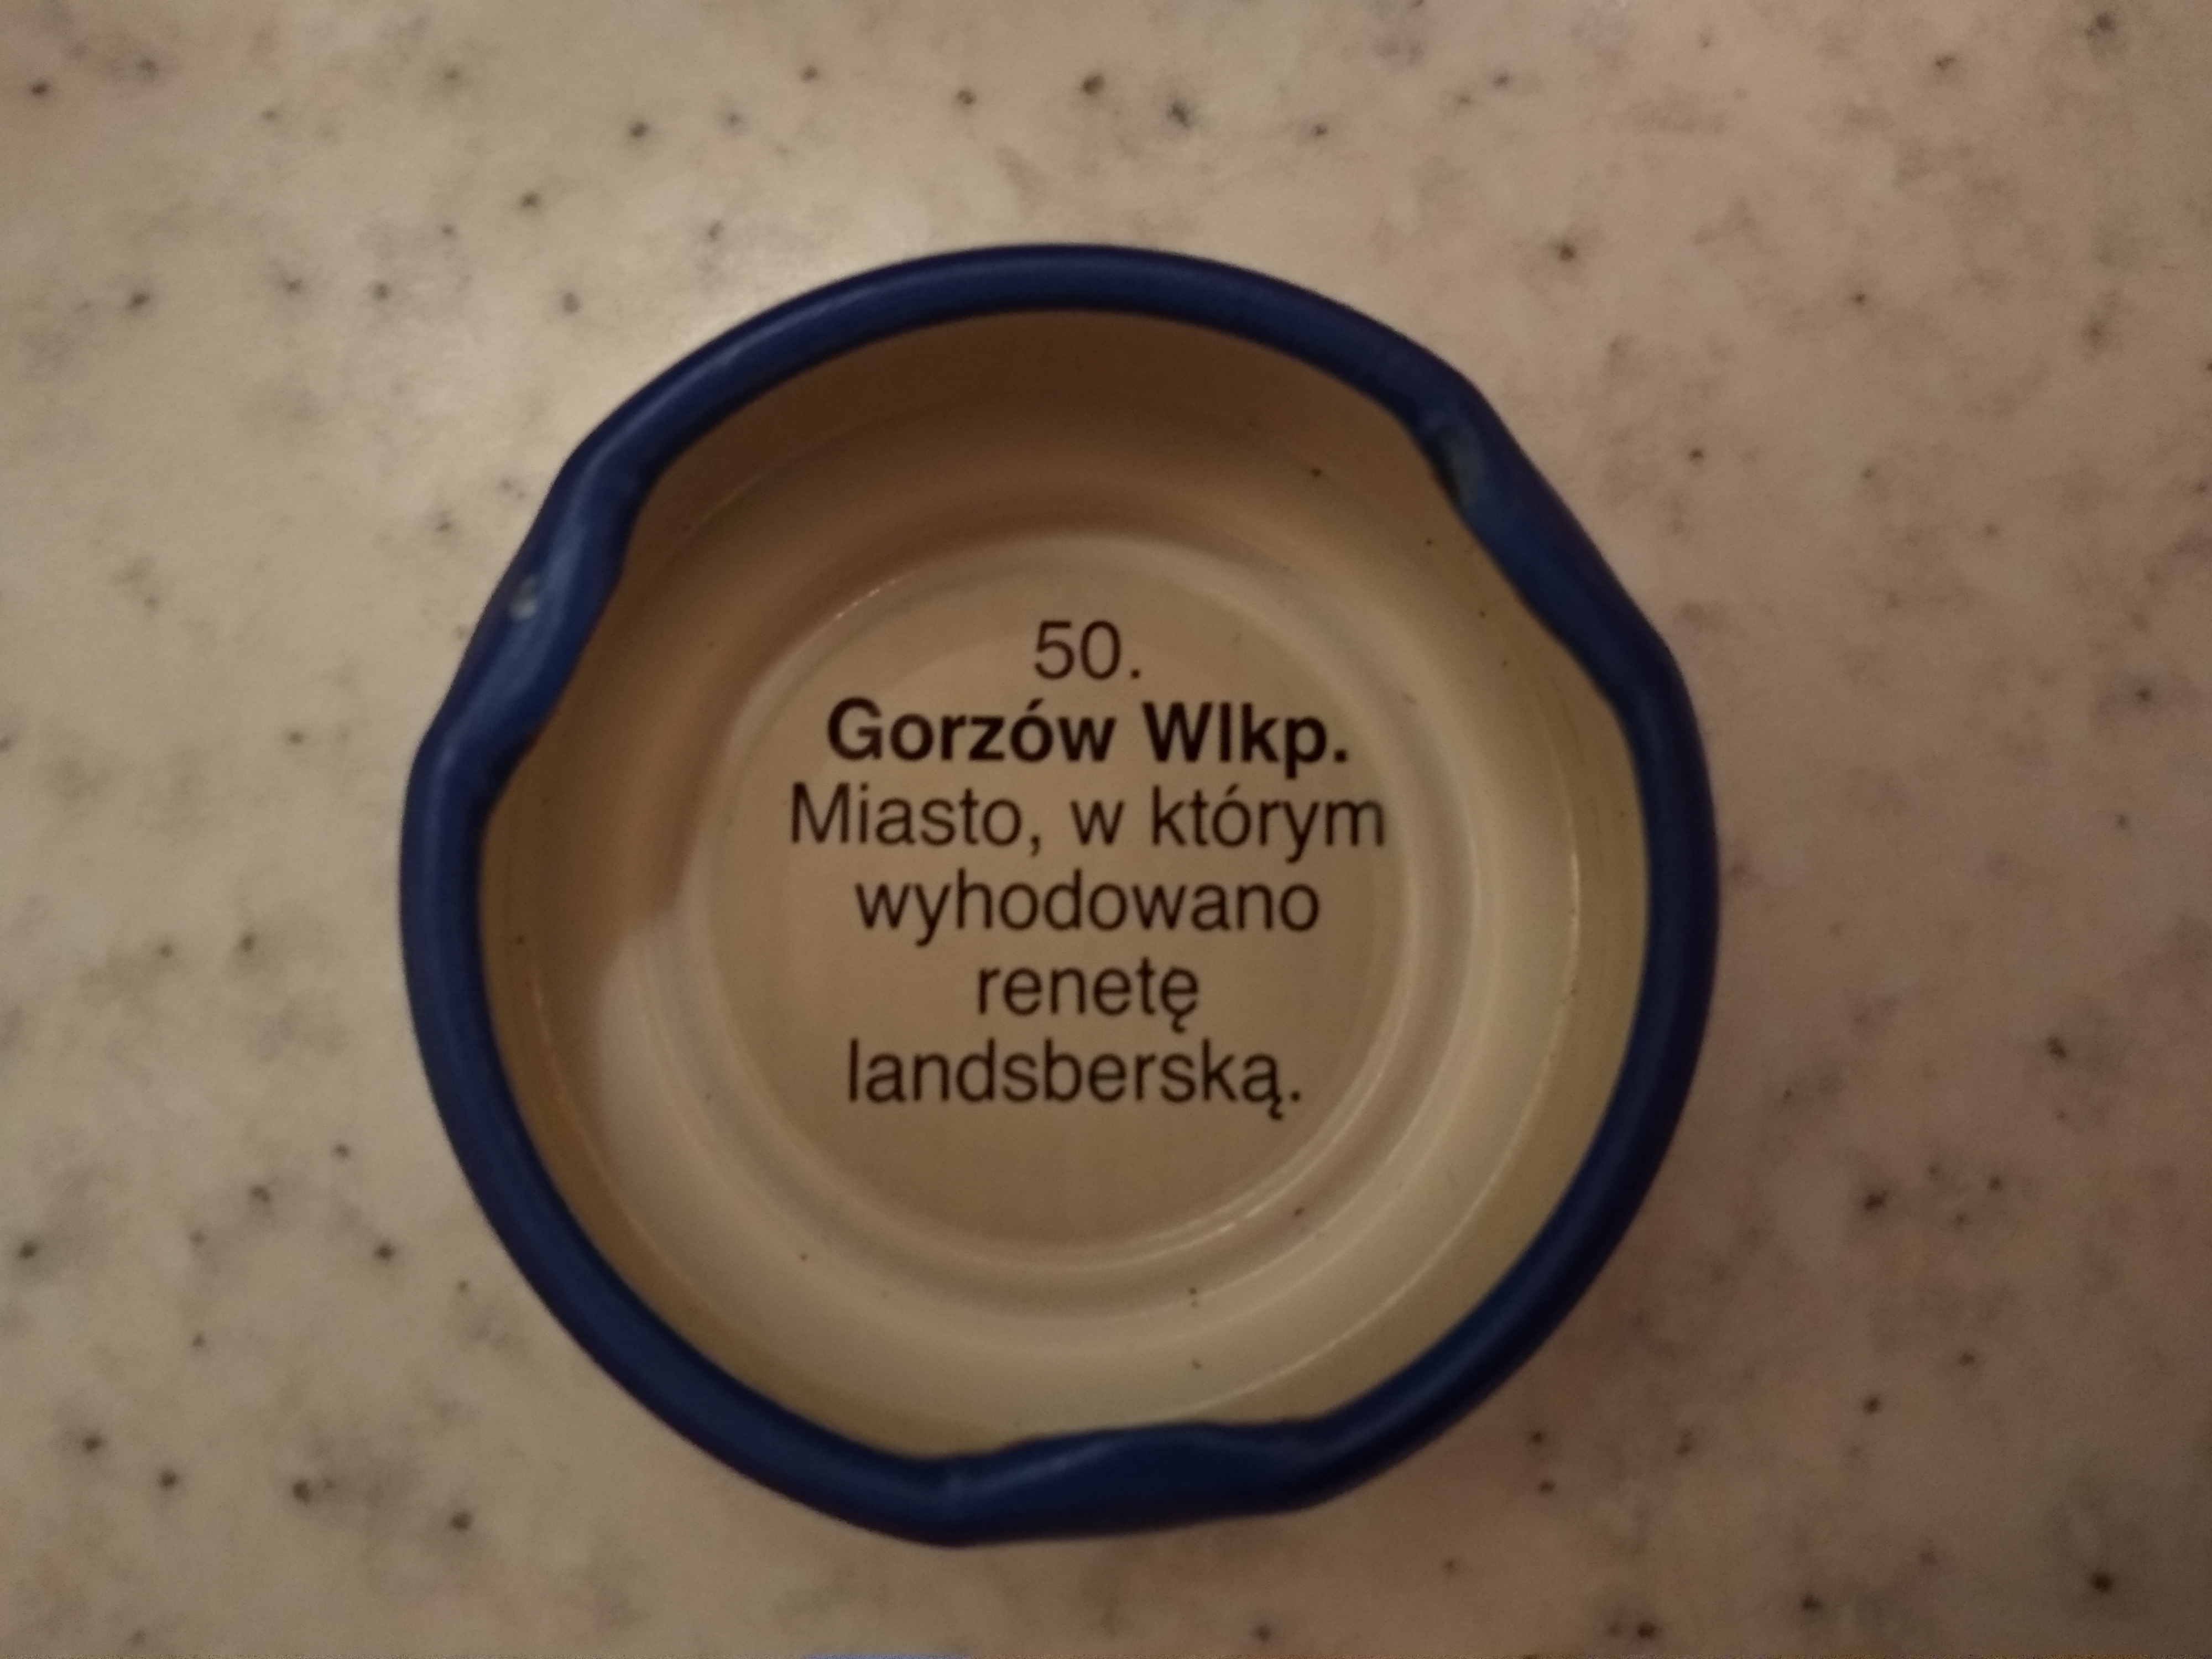 50.
Gorzów Wlkp.
Miasto, w którym
wyhodowano
renetę
landsberską.